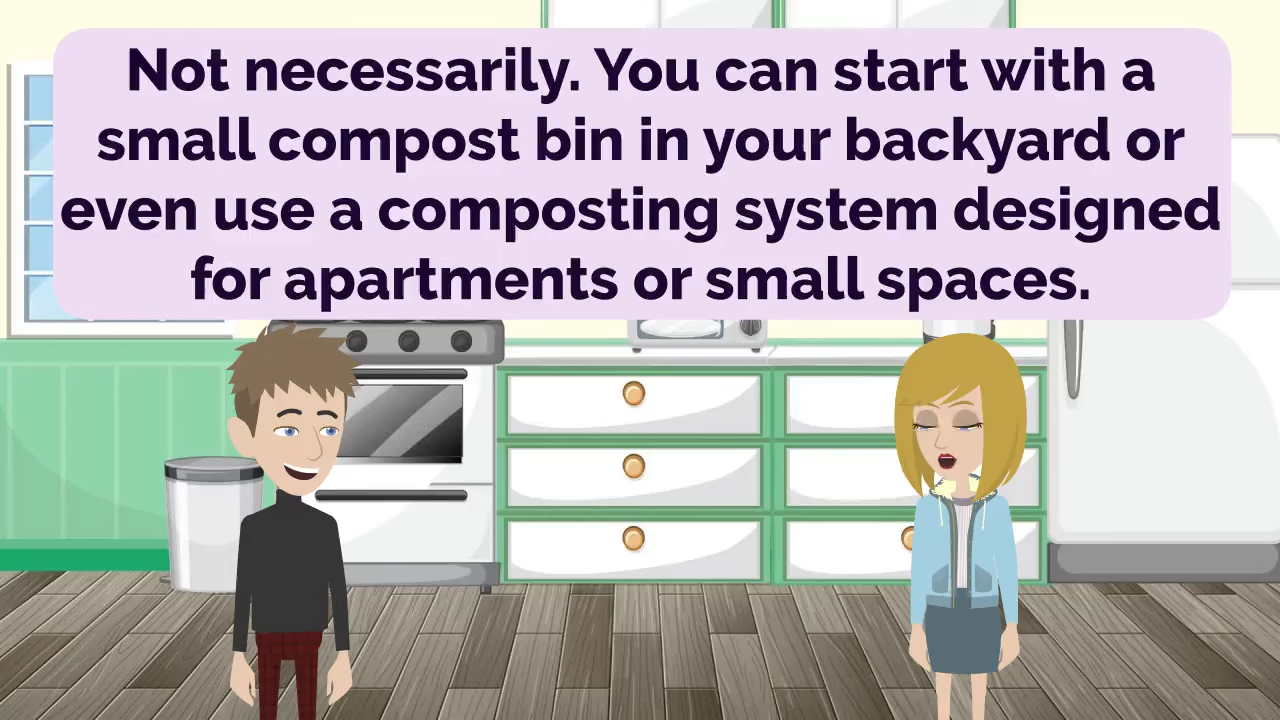 Not necessarily. You can start with a
small compost bin in your backyard or
even use a composting system designed
for apartments or small spaces.